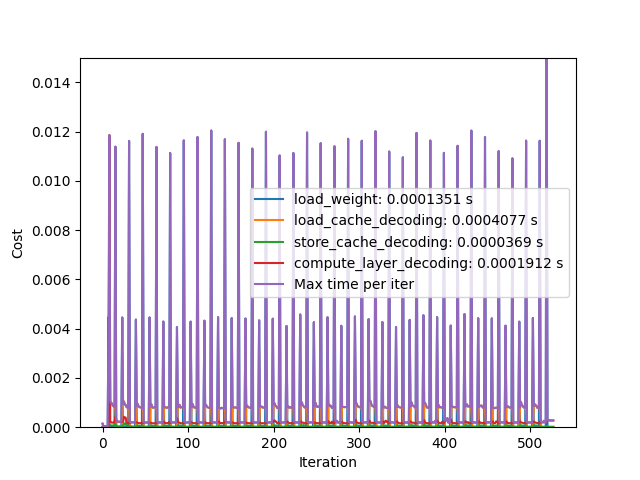 0.014
0.012
0.010
0.008
0.006
0.004
0.002
0.000
Cost
load_weight: 0.0001351 s
load_cache_decoding: 0.0004077 s
store_cache_decoding: 0.0000369 s
compute_layer_decoding: 0.0001912 s
Max time per iter
0 100 200 300 400 500
Iteration